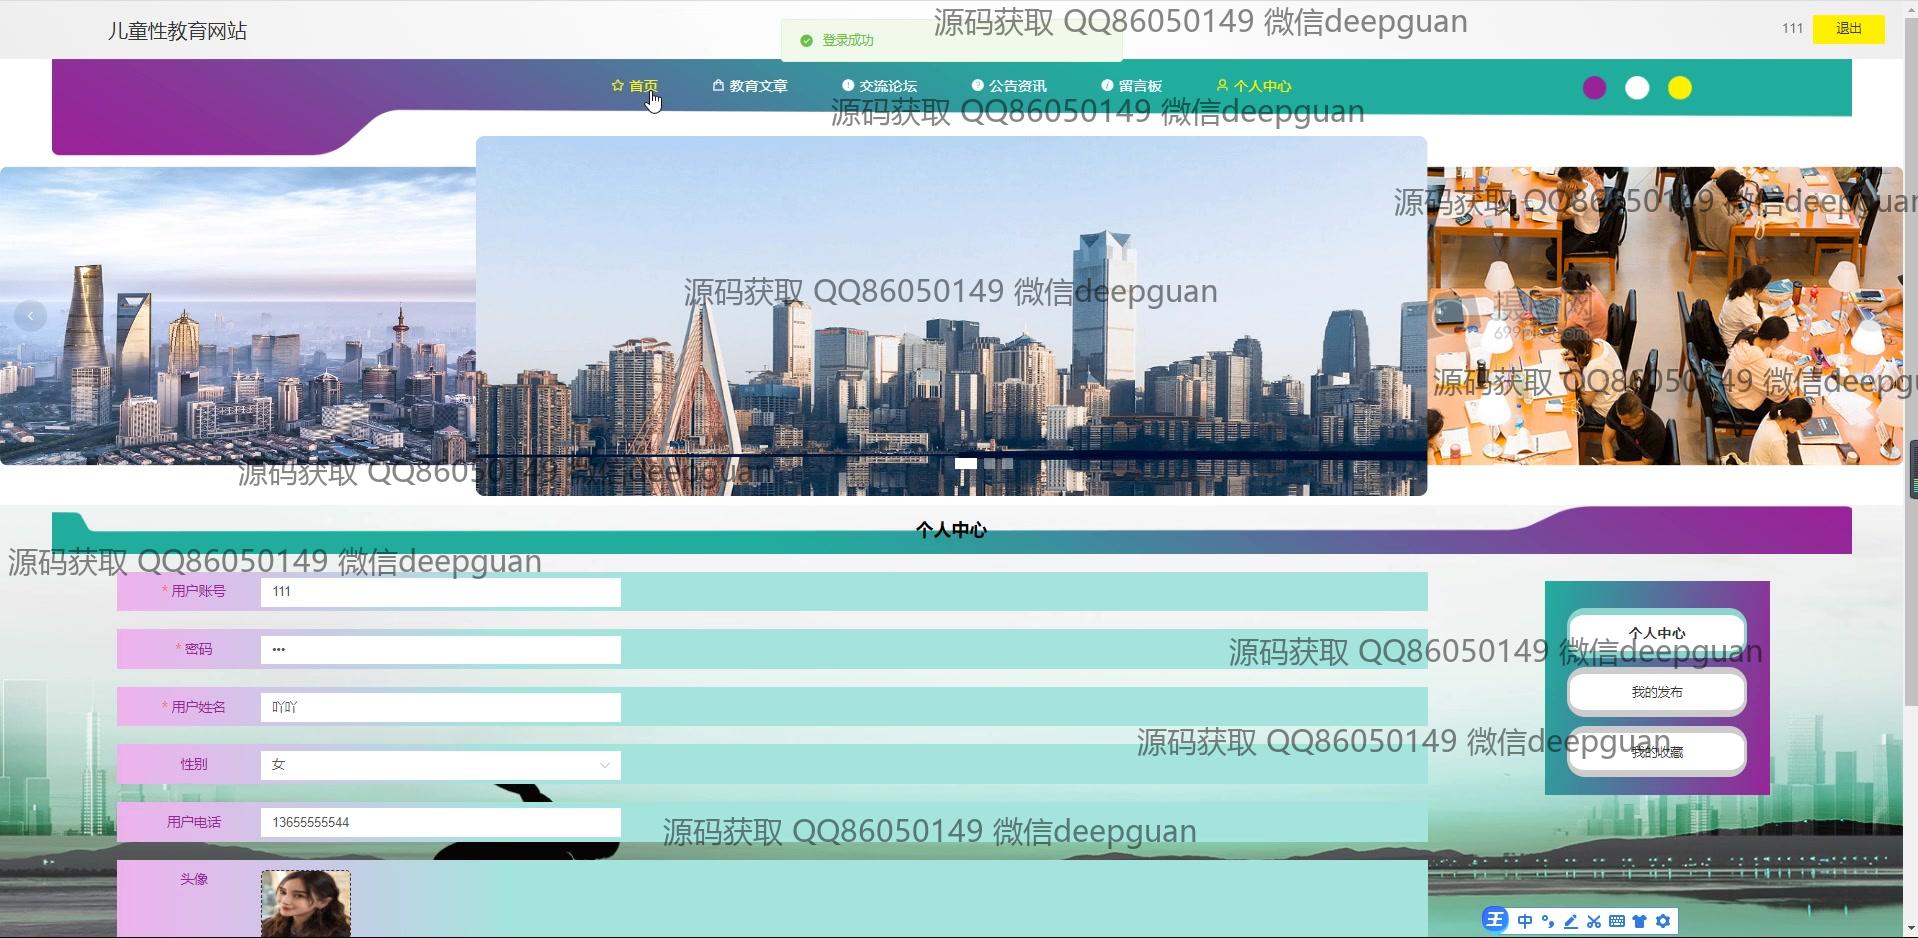 儿童性教育网站
登录成功
源码获取 QQ86050149 微信deepguan
111
退出
首页
教育文章
交流论坛
公告资讯
留言板
个人中心
源码获取 QQ86050149 微信deepguan
源码获取 QQ86050149 微信deepguan
源码获取 QQ86050149 微信deepguan
摄图网
源码获取 QQ86050149 微信deepgu
源码获取 QQ86050149 微信deepguan
个人中心
源码获取 QQ86050149 微信deepguan
* 用户账号 111
* 密码 •••
* 用户姓名 吖吖
性别 女
用户电话 13655555544
头像
个人中心
源码获取 QQ86050149 微信deepguan
我的发布
源码获取 QQ86050149 微信deepguan
我的收藏
源码获取 QQ86050149 微信deepguan
王 中